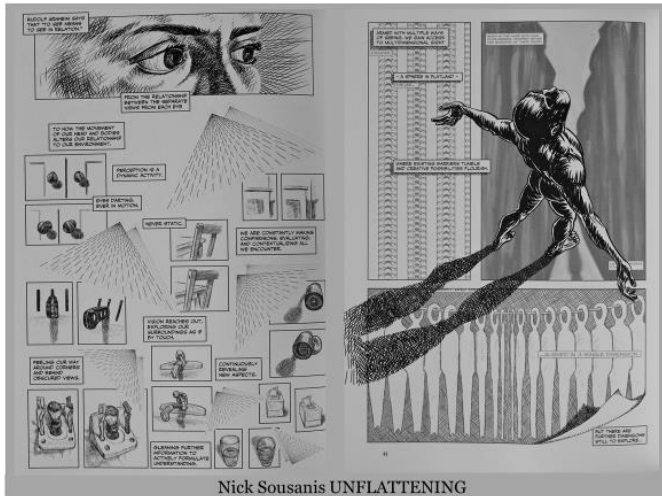 RUDOLF ARNHEIM SAYS
THAT "TO SEE MEANS
TO SEE IN RELATION."
FROM THE RELATIONSHIP
BETWEEN THE SEPARATE
VIEWS FROM EACH EYE
TO HOW THE MOVEMENT
OF OUR HEAD AND BODIES
ALTERS OUR RELATIONSHIP
TO OUR ENVIRONMENT.
PERCEPTION IS A
DYNAMIC ACTIVITY.
EYES DARTING,
EVER IN MOTION.
NEVER STATIC.
WE ARE CONSTANTLY MAKING
COMPARISONS, EVALUATING,
AND CONTEXTUALIZING ALL
WE ENCOUNTER.
VISION REACHES OUT,
EXPLORING OUR
SURROUNDINGS AS IF
BY TOUCH.
FEELING OUR WAY
AROUND CORNERS
AND BEHIND
OBSCURED VIEWS.
CONTINUOUSLY
REVEALING
NEW ASPECTS.
GLEANING FURTHER
INFORMATION TO
ACTIVELY FORMULATE
UNDERSTANDING.
ARMED WITH MULTIPLE WAYS
OF SEEING, WE GAIN ACCESS
TO MULTIDIMENSIONAL SIGHT
- A SPHERE IN FLATLAND -
WHERE EXISTING BARRIERS TUMBLE
AND CREATIVE POSSIBILITIES FLOURISH.
BUT THERE ARE
FURTHER DIMENSIONS
STILL TO EXPLORE.
Nick Sousanis UNFLATTENING